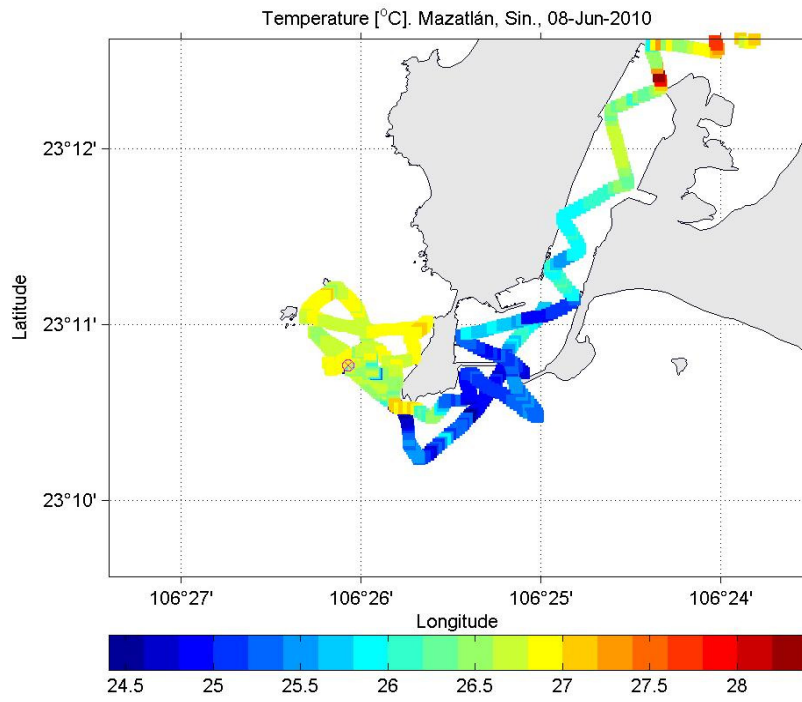 Temperature [°C]. Mazatlán, Sin., 08-Jun-2010
23°12'
23°11'
23°10'
Latitude
106°27' 106°26' 106°25' 106°24'
Longitude
24.5 25 25.5 26 26.5 27 27.5 28